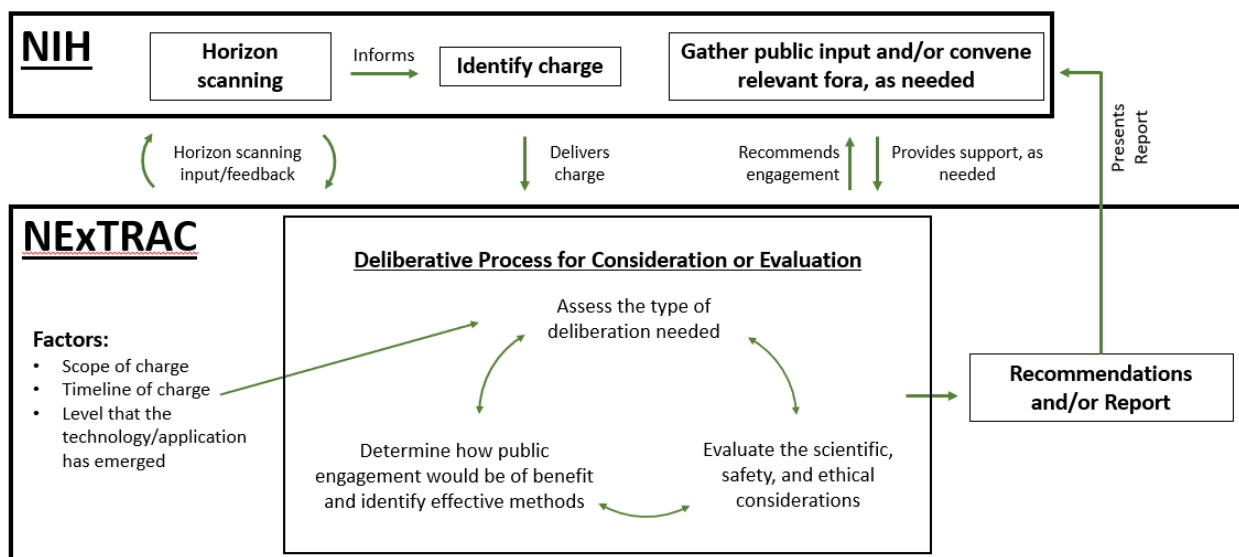 NIH
Horizon
scanning
Informs
Identify charge
Gather public input and/or convene
relevant fora, as needed
Horizon scanning
input/feedback
Delivers
charge
Recommends
engagement
Provides support, as
needed
Presents
Report
NExTRAC
Deliberative Process for Consideration or Evaluation
Assess the type of
deliberation needed
Factors:
• Scope of charge
• Timeline of charge
• Level that the
technology/application
has emerged
Determine how public
engagement would be of benefit
and identify effective methods
Evaluate the scientific,
safety, and ethical
considerations
Recommendations
and/or Report